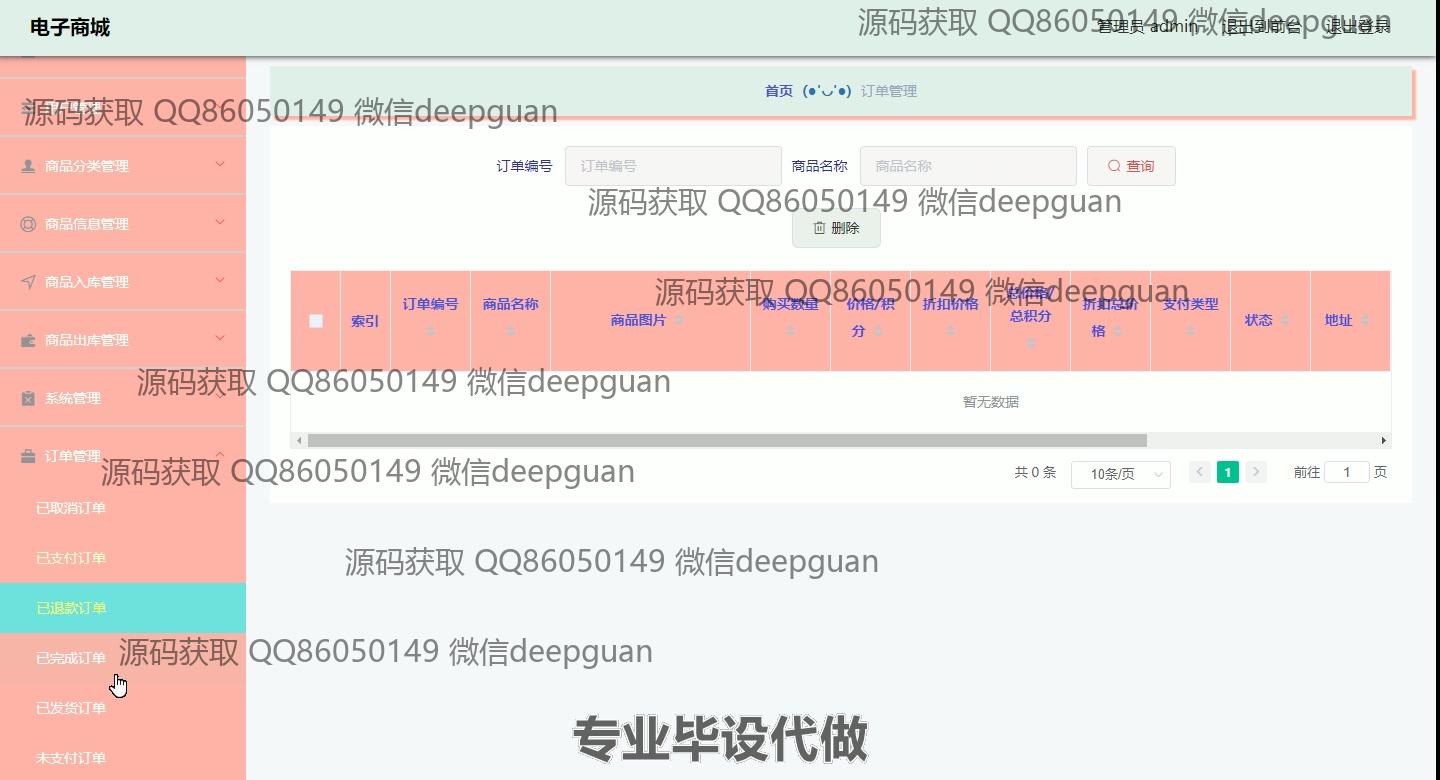 电子商城
管理员 admin
退出到前台
退出登录
源码获取 QQ86050149 微信deepguan
源码获取 QQ86050149 微信deepguan
商品分类管理
商品信息管理
商品入库管理
商品出库管理
系统管理
订单管理
已取消订单
已支付订单
已退款订单
已完成订单
已发货订单
未支付订单
首页 (●'◡'●) 订单管理
订单编号 订单编号 商品名称 商品名称 查询
源码获取 QQ86050149 微信deepguan
删除
源码获取 QQ86050149 微信deepguan
索引 订单编号 商品名称 商品图片 购买数量 价格/积分 折扣价格 总价格/总积分 折扣总价格 支付类型 状态 地址
源码获取 QQ86050149 微信deepguan
暂无数据
源码获取 QQ86050149 微信deepguan
共 0 条 10条/页 1 前往 1 页
源码获取 QQ86050149 微信deepguan
源码获取 QQ86050149 微信deepguan
专业毕设代做